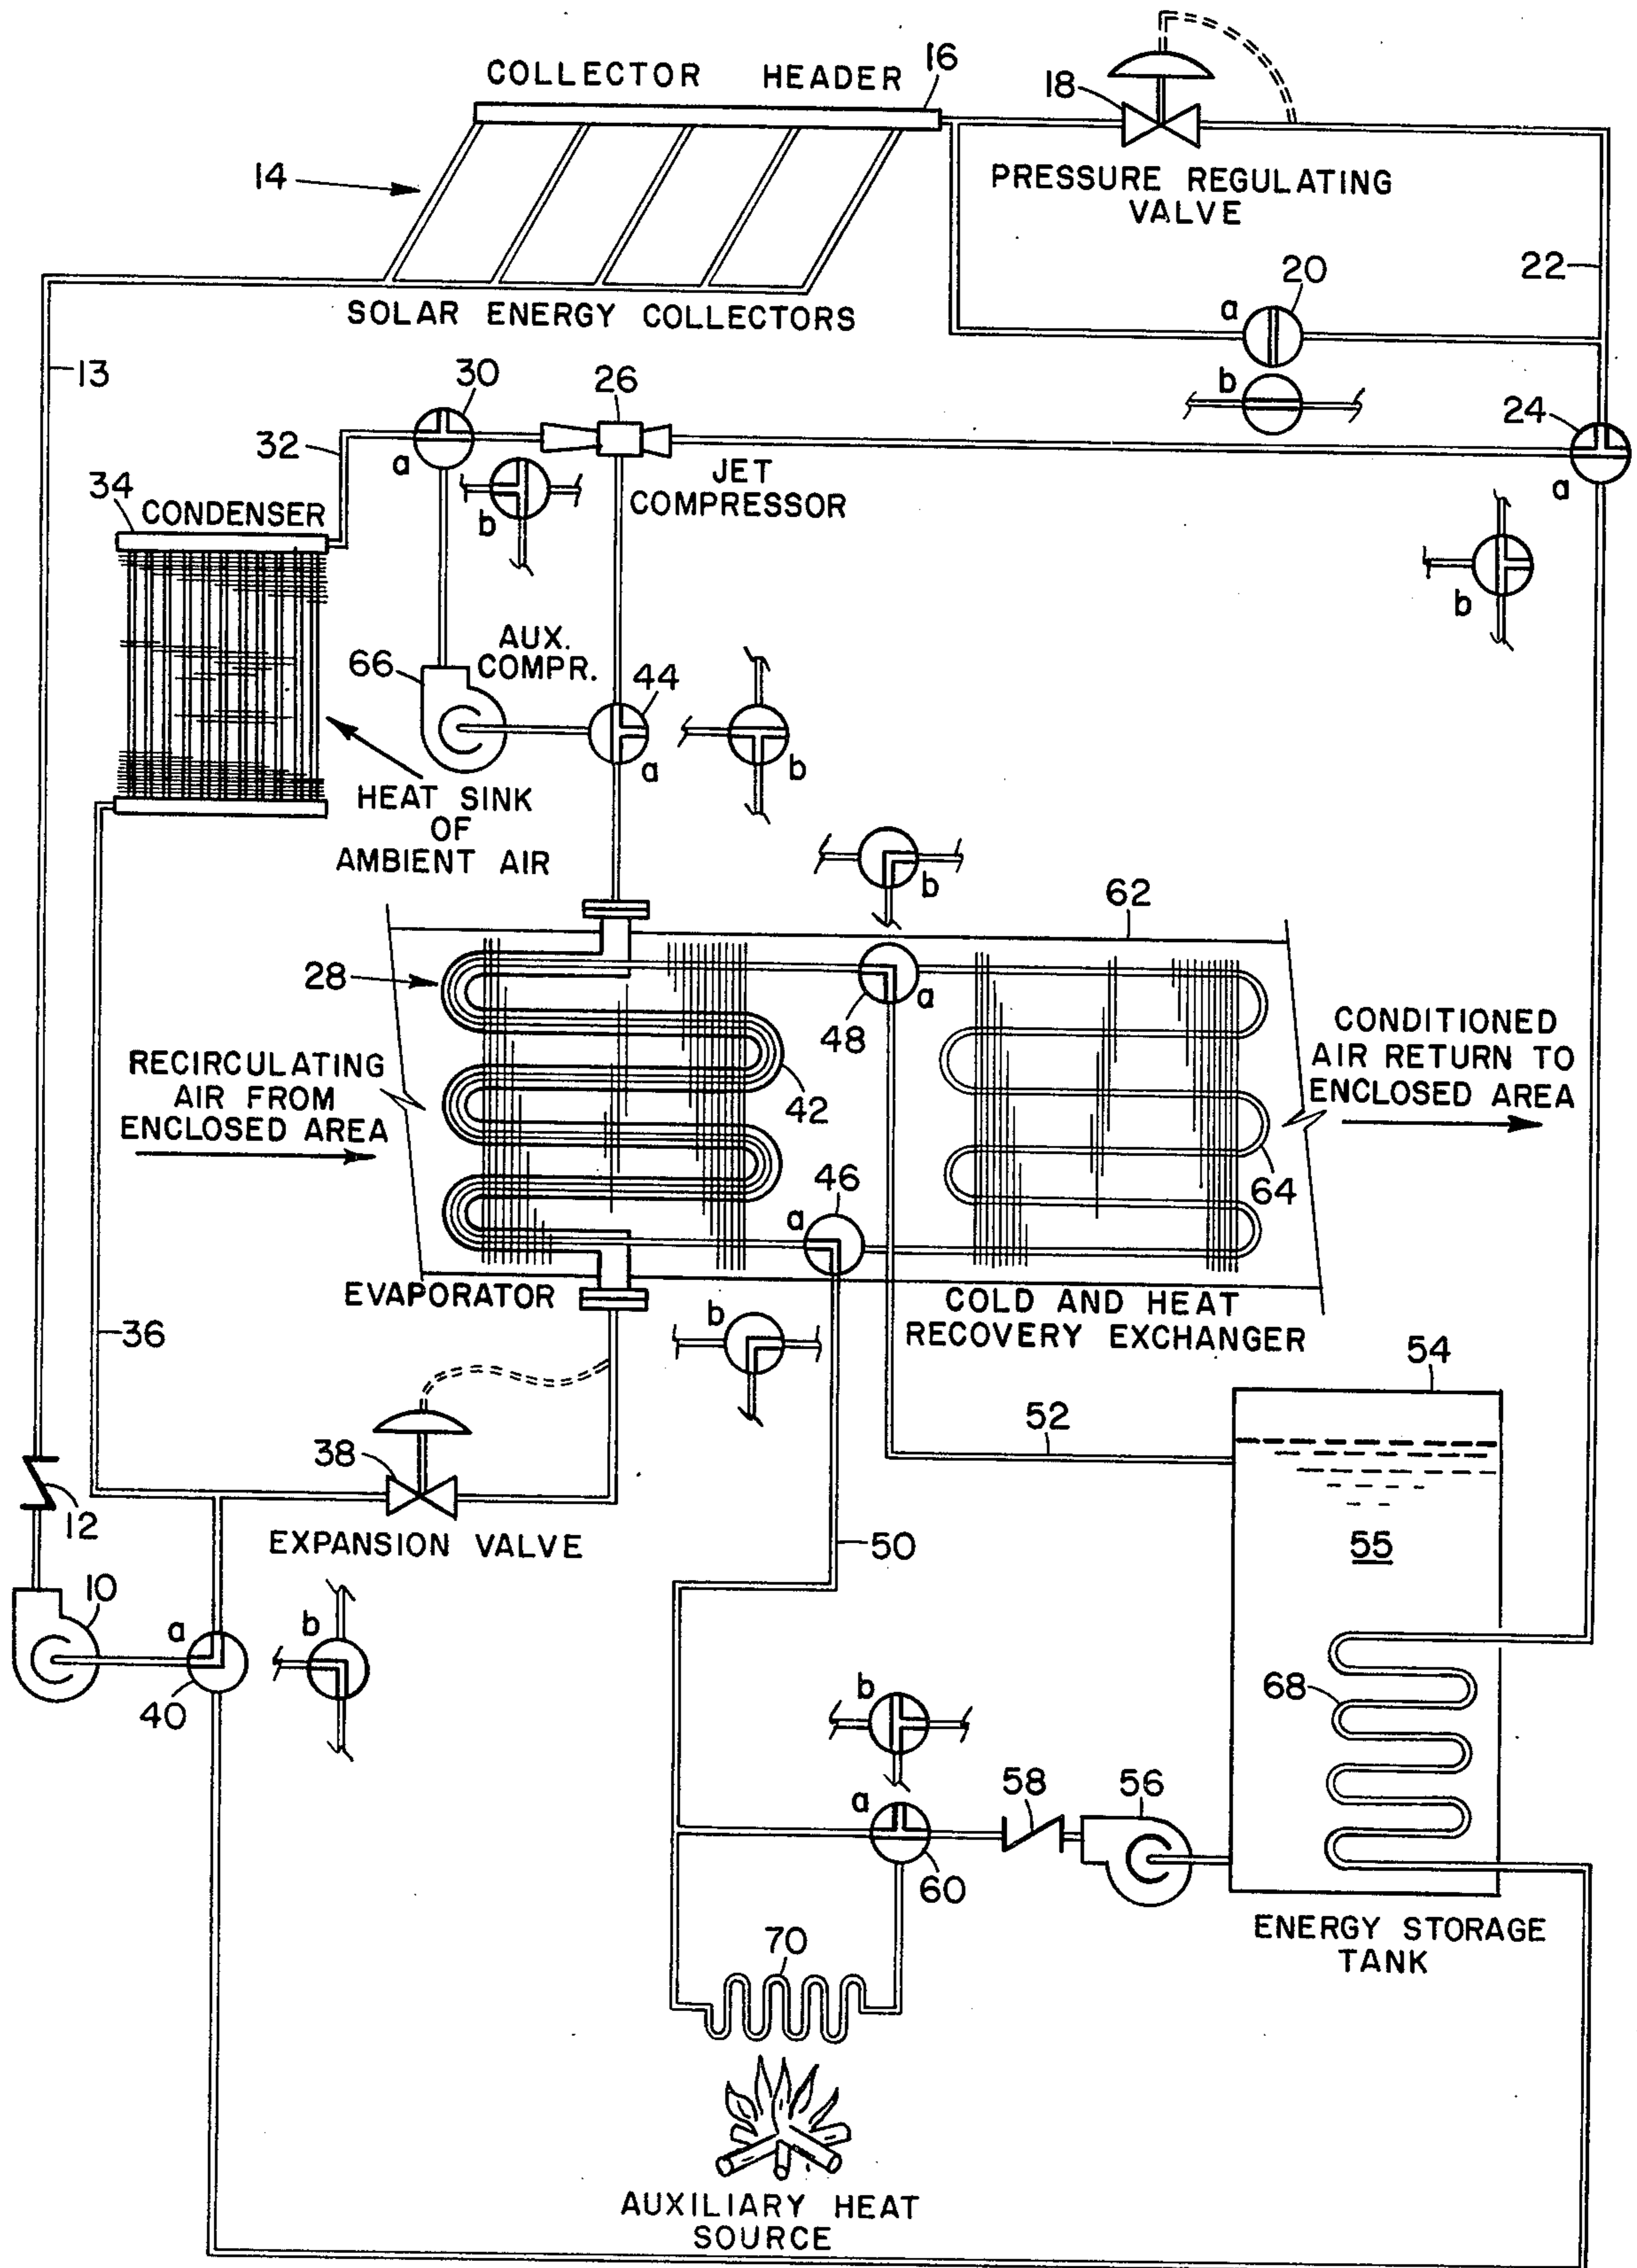 COLLECTOR HEADER
16
18
14
PRESSURE REGULATING
VALVE
22
20
a
SOLAR ENERGY COLLECTORS
13
30
26
b
24
32
a
JET
COMPRESSOR
a
34
CONDENSER
b
b
AUX.
COMPR.
66
44
a
b
HEAT SINK
OF
AMBIENT AIR
b
62
28
a
48
CONDITIONED
AIR RETURN TO
ENCLOSED AREA
RECIRCULATING
AIR FROM
ENCLOSED AREA
42
46
64
a
EVAPORATOR
COLD AND HEAT
RECOVERY EXCHANGER
b
36
54
52
38
12
EXPANSION VALVE
50
55
10
a
b
40
68
b
a
58
56
60
ENERGY STORAGE
TANK
70
AUXILIARY HEAT
SOURCE